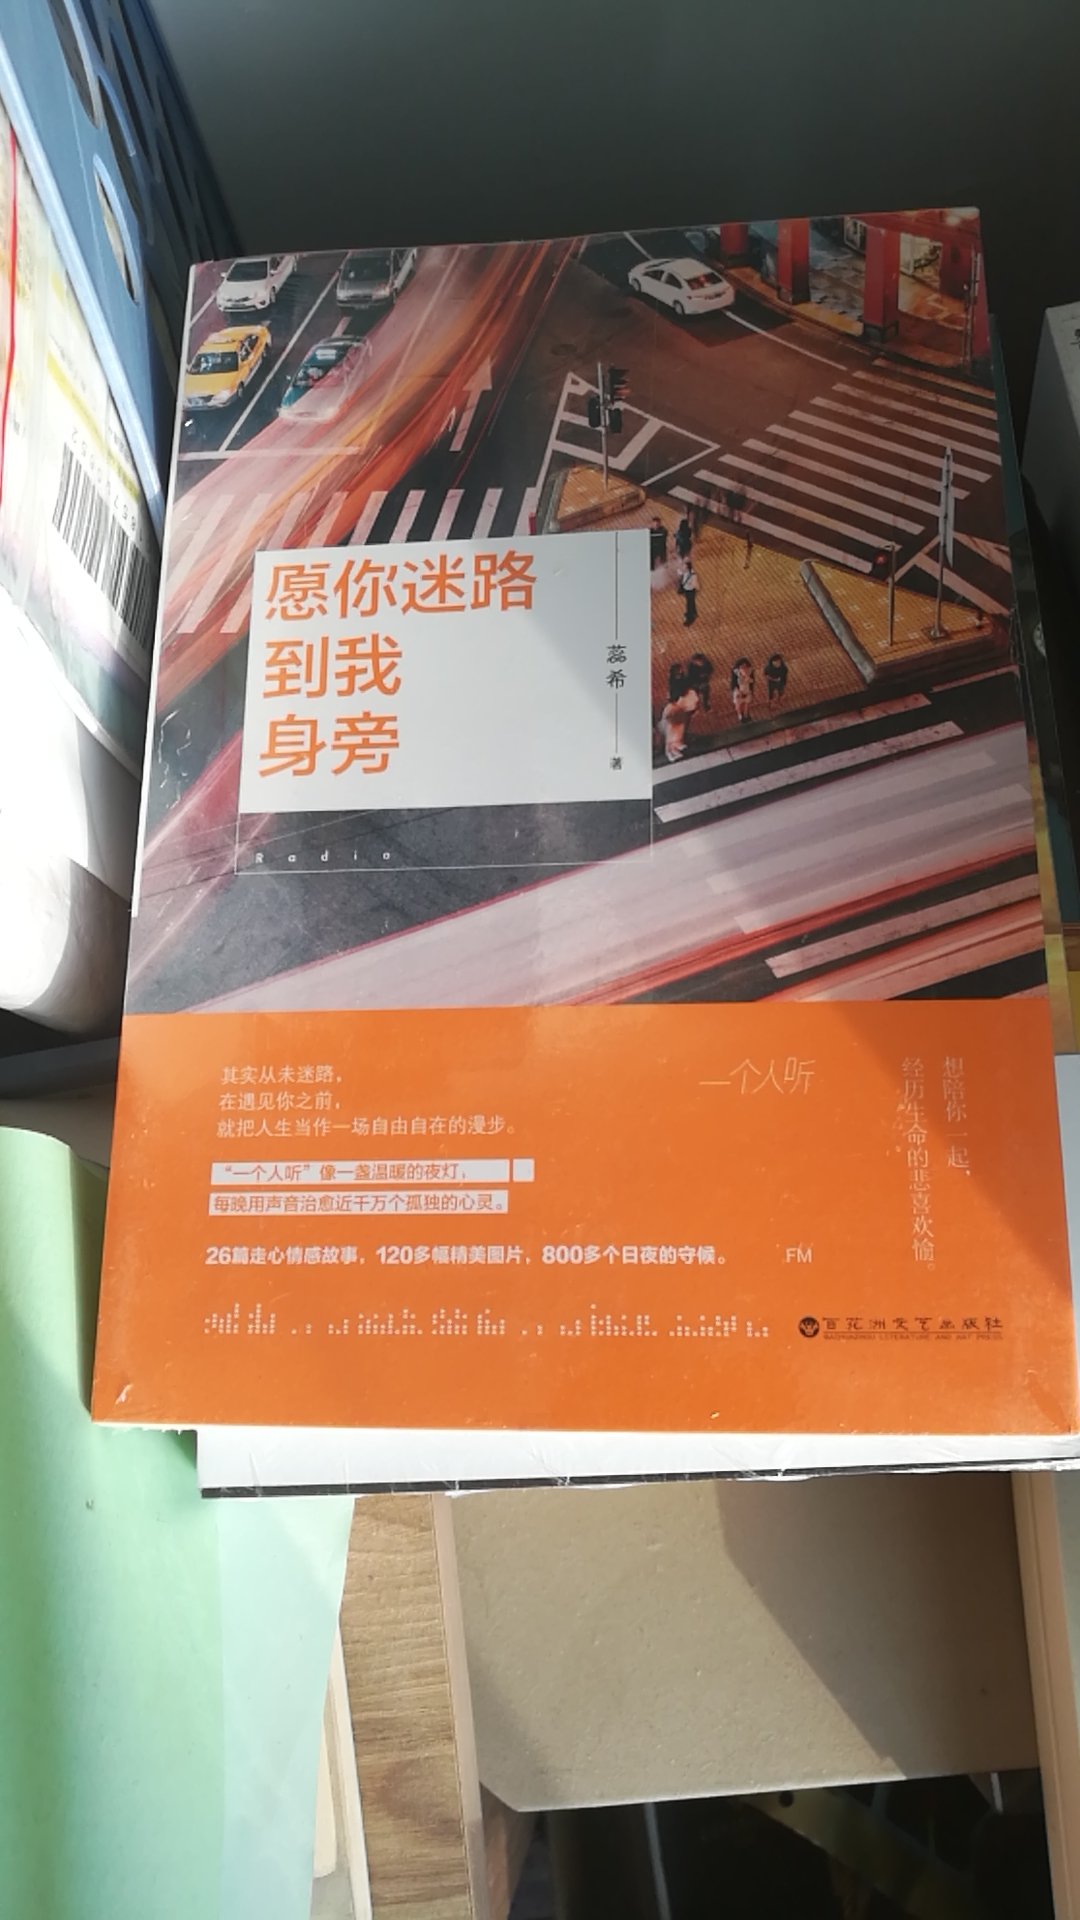 愿你迷路
到我
身旁
蕊希
著
Radio
其实从未迷路，
在遇见你之前，
就把人生当作一场自由自在的漫步。
“一个人听”像一盏温暖的夜灯，
每晚用声音治愈近千万个孤独的心灵。
26篇走心情感故事，120多幅精美图片，800多个日夜的守候。
一个人听
FM
想陪你一起，
经历生命的悲喜欢愉。
百花洲文艺出版社
BAIHUAZHOU LITERATURE AND ART PRESS